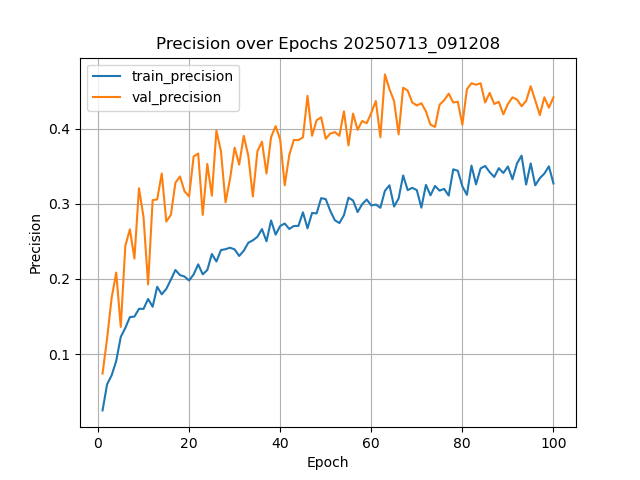 Precision over Epochs 20250713_091208
train_precision
val_precision
Precision
0.4
0.3
0.2
0.1
0 20 40 60 80 100
Epoch